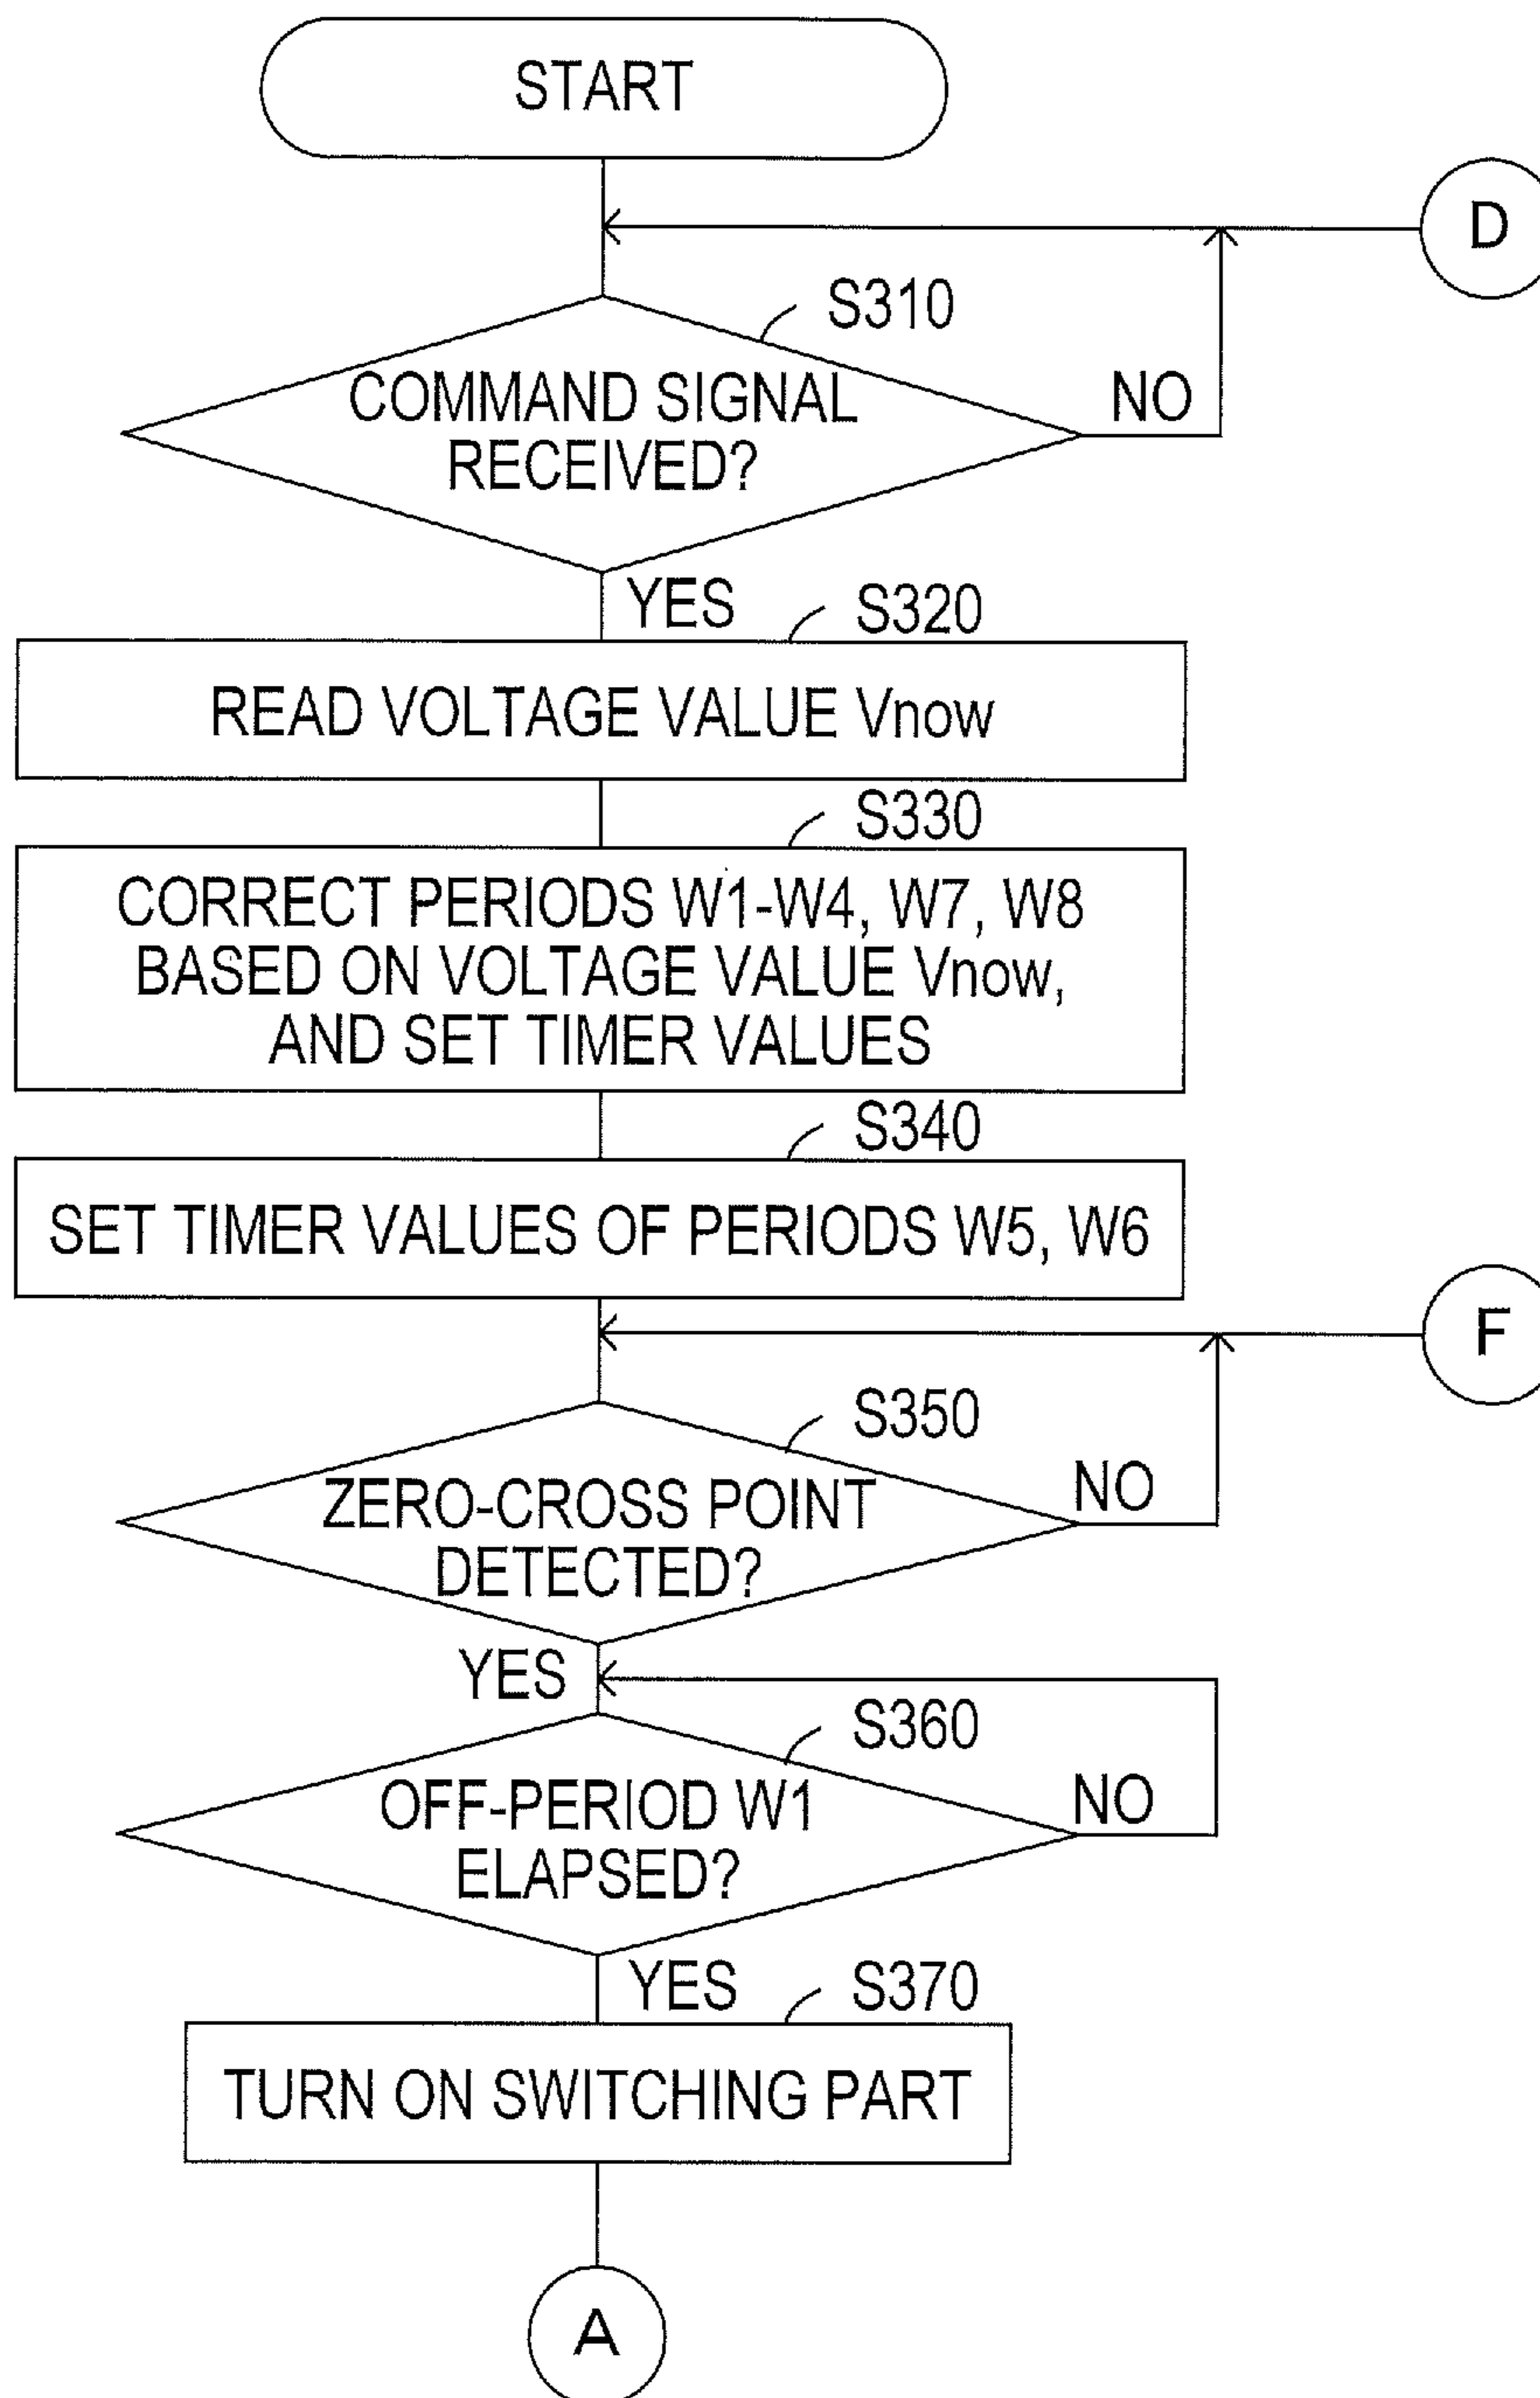 START
D
S310
COMMAND SIGNAL
RECEIVED?
NO
YES
S320
READ VOLTAGE VALUE Vnow
S330
CORRECT PERIODS W1-W4, W7, W8
BASED ON VOLTAGE VALUE Vnow,
AND SET TIMER VALUES
S340
SET TIMER VALUES OF PERIODS W5, W6
F
S350
ZERO-CROSS POINT
DETECTED?
NO
YES
S360
OFF-PERIOD W1
ELAPSED?
NO
YES
S370
TURN ON SWITCHING PART
A